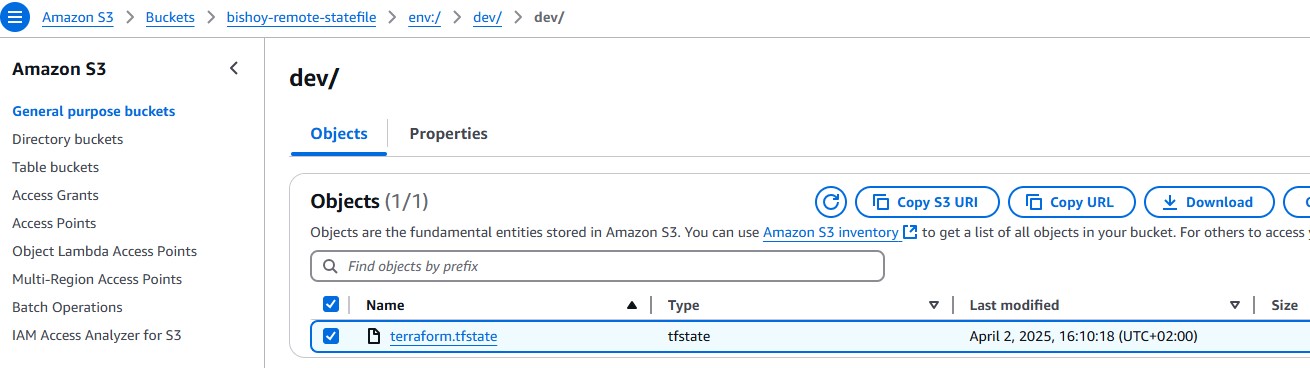 Amazon S3 > Buckets > bishoy-remote-statefile > env:/ > dev/ > dev/
Amazon S3
General purpose buckets
Directory buckets
Table buckets
Access Grants
Access Points
Object Lambda Access Points
Multi-Region Access Points
Batch Operations
IAM Access Analyzer for S3
dev/
Objects Properties
Objects (1/1) Copy S3 URI Copy URL Download
Objects are the fundamental entities stored in Amazon S3. You can use Amazon S3 inventory to get a list of all objects in your bucket. For others to access
Find objects by prefix
Name Type Last modified Size
terraform.tfstate tfstate April 2, 2025, 16:10:18 (UTC+02:00)